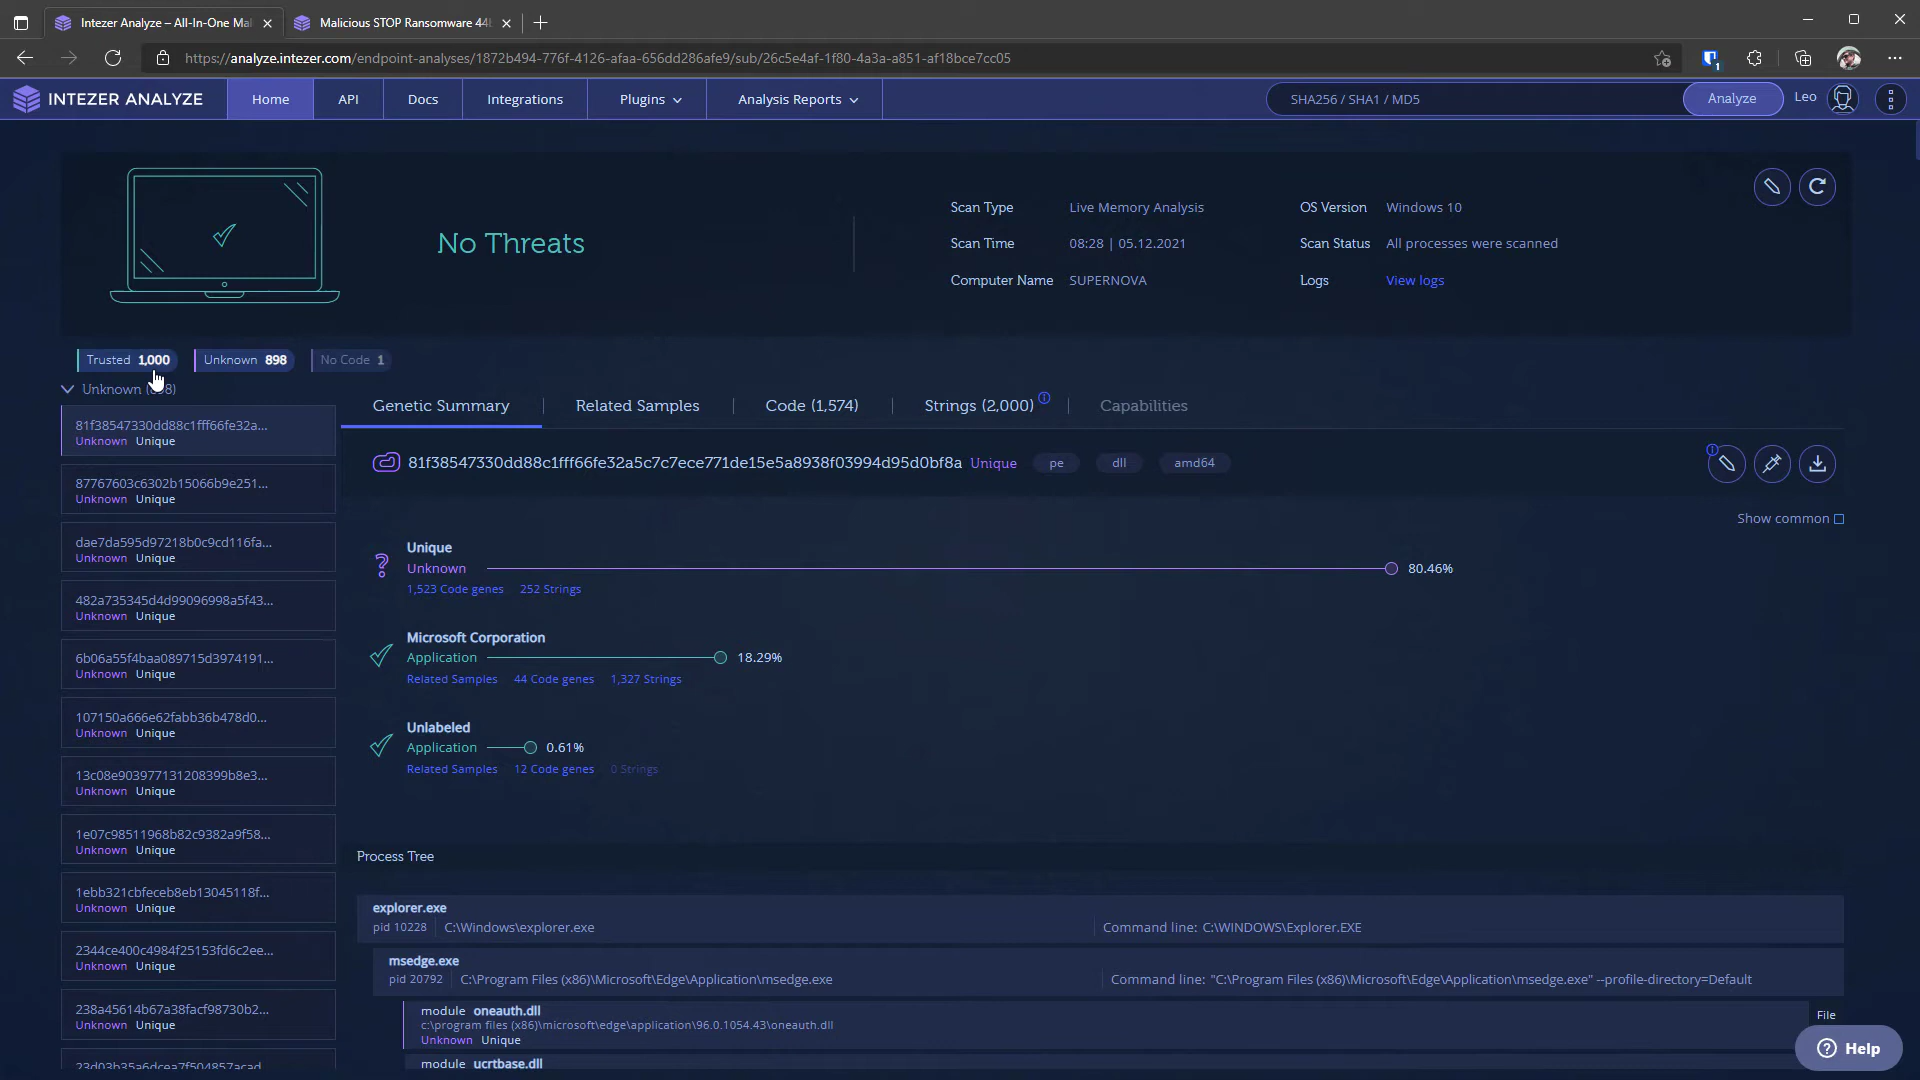 Intezer Analyze – All-In-One Mal
Malicious STOP Ransomware 44b
https://analyze.intezer.com/endpoint-analyses/1872b494-776f-4126-afaa-656dd286afe9/sub/26c5e4af-1f80-4a3a-a851-af18bce7cc05
1
INTEZER ANALYZE
Home
API
Docs
Integrations
Plugins
Analysis Reports
SHA256 / SHA1 / MD5
Analyze
Leo
No Threats
Scan Type Live Memory Analysis
OS Version Windows 10
Scan Time 08:28 | 05.12.2021
Scan Status All processes were scanned
Computer Name SUPERNOVA
Logs View logs
Trusted 1,000
Unknown 898
No Code 1
Unknown (898)
Genetic Summary
Related Samples
Code (1,574)
Strings (2,000)
Capabilities
81f38547330dd88c1fff66fe32a...
Unknown Unique
87767603c6302b15066b9e251...
Unknown Unique
dae7da595d97218b0c9cd116fa...
Unknown Unique
482a735345d4d99096998a5f43...
Unknown Unique
6b06a55f4baa089715d3974191...
Unknown Unique
107150a666e62fabb36b478d0...
Unknown Unique
13c08e903977131208399b8e3...
Unknown Unique
1e07c98511968b82c9382a9f58...
Unknown Unique
1ebb321cbfeceb8eb13045118f...
Unknown Unique
2344ce400c4984f25153fd6c2ee...
Unknown Unique
238a45614b67a38facf98730b2...
Unknown Unique
23d03b35a6dcea7f504857acad
81f38547330dd88c1fff66fe32a5c7c7ece771de15e5a8938f03994d95d0bf8a Unique pe dll amd64
Show common
Unique
Unknown 80.46%
1,523 Code genes 252 Strings
Microsoft Corporation
Application 18.29%
Related Samples 44 Code genes 1,327 Strings
Unlabeled
Application 0.61%
Related Samples 12 Code genes 0 Strings
Process Tree
explorer.exe
pid 10228 C:\Windows\explorer.exe Command line: C:\WINDOWS\Explorer.EXE
msedge.exe
pid 20792 C:\Program Files (x86)\Microsoft\Edge\Application\msedge.exe Command line: "C:\Program Files (x86)\Microsoft\Edge\Application\msedge.exe" --profile-directory=Default
module oneauth.dll
File
c:\program files (x86)\microsoft\edge\application\96.0.1054.43\oneauth.dll
Unknown Unique
module ucrtbase.dll
Help